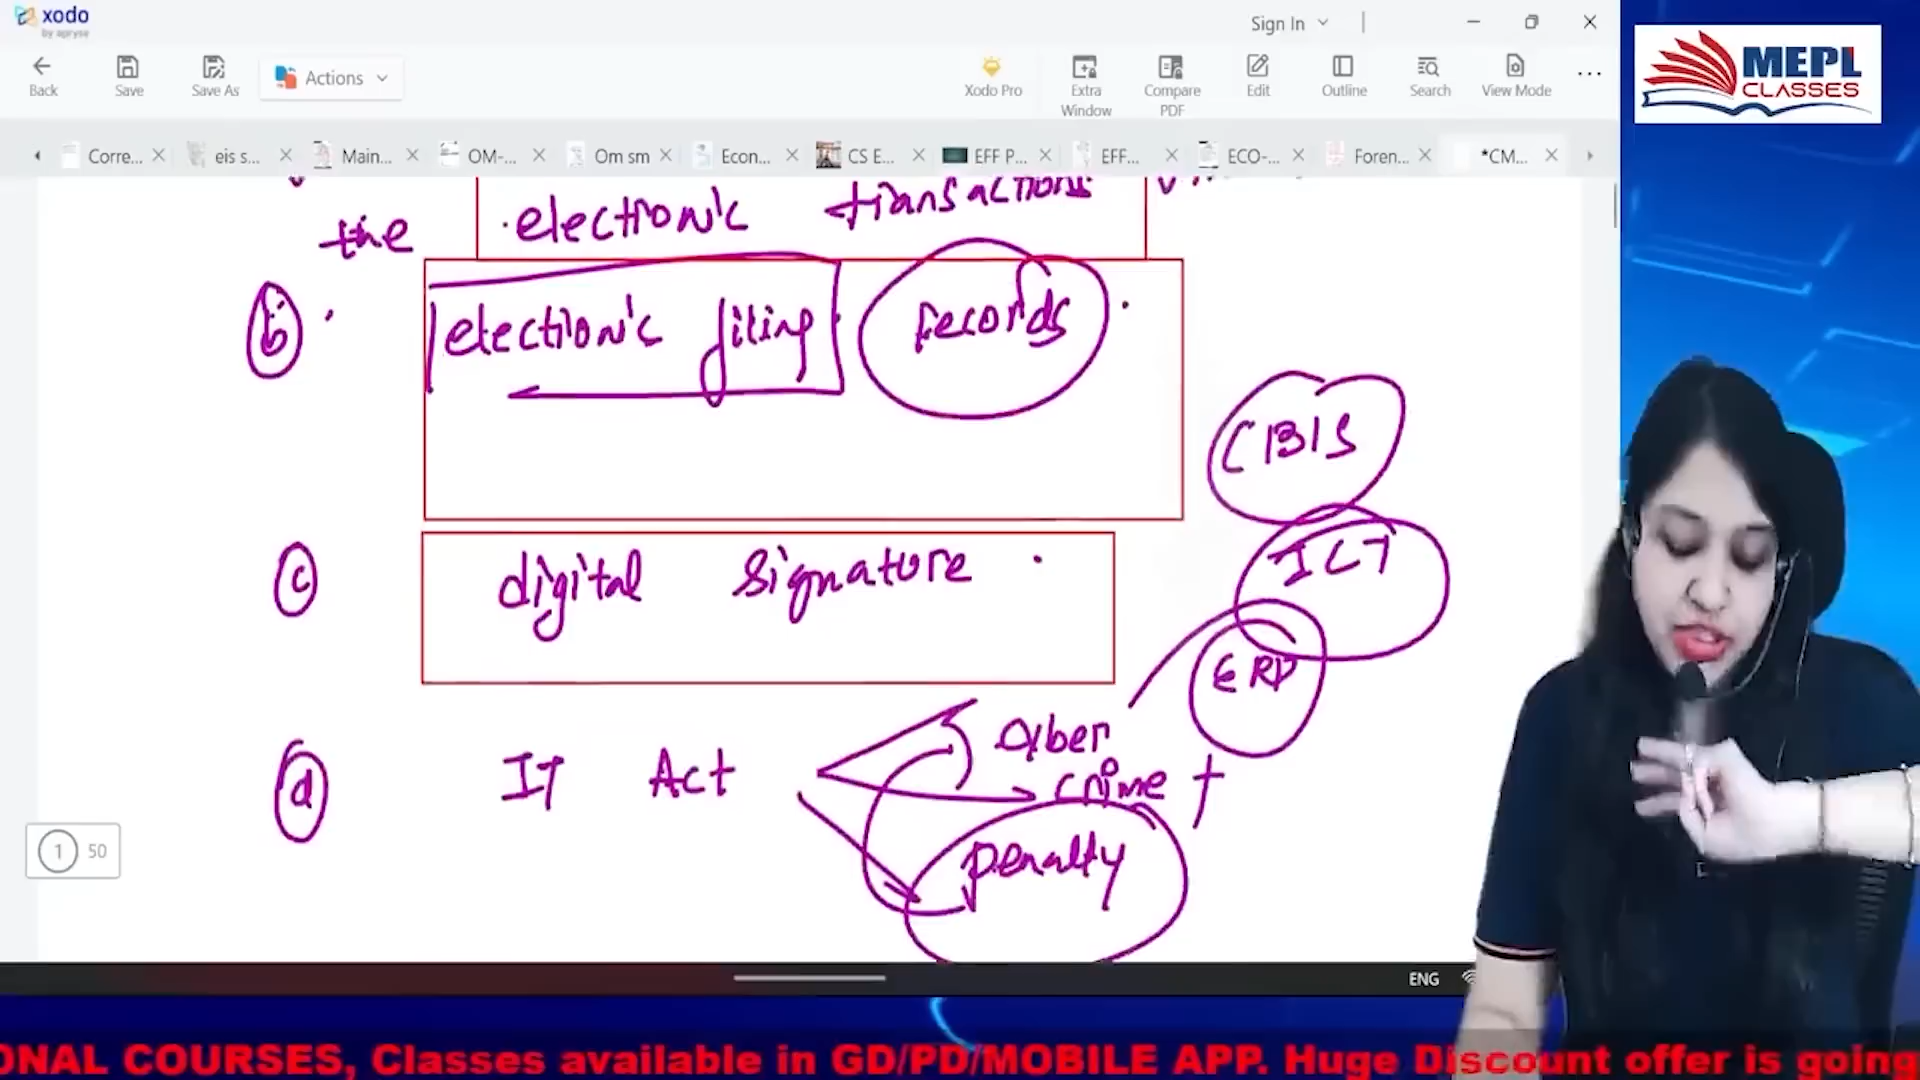 xodo
by apryse
Sign In
Back
Save
Save As
Actions
Xodo Pro
Extra Window
Compare PDF
Edit
Outline
Search
View Mode
Corre...
eis s...
Main...
OM-...
Om sm
Econ...
CS E...
EFF P...
EFF...
ECO-...
Foren...
*CM...
MEPL
CLASSES
the electronic transactions
b electronic filing records
CBIS
ICT
c digital signature
ERP
d IT Act
Cyber
crime +
penalty
1 50
ENG
ONAL COURSES, Classes available in GD/PD/MOBILE APP. Huge Discount offer is going